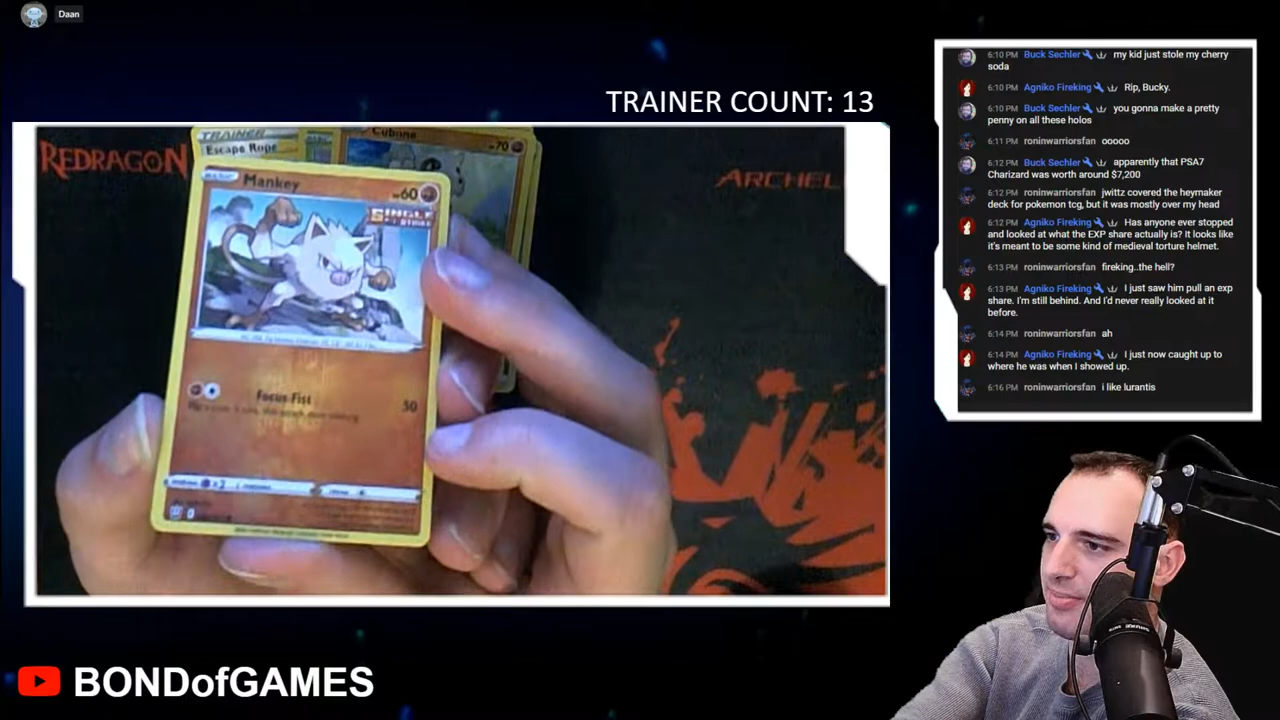 Daan
TRAINER COUNT: 13
REDRAGON
ARCHE
TRAINER
Escape Rope
Cubone
70
Mankey
60
SINGLE
STRIKE
Focus Fist
30
BONDofGAMES
6:10 PM Buck Sechler my kid just stole my cherry
soda
6:10 PM Agniko Fireking Rip, Bucky.
6:10 PM Buck Sechler you gonna make a pretty
penny on all these holos
6:11 PM roninwarriorsfan ooooo
6:12 PM Buck Sechler apparently that PSA7
Charizard was worth around $7,200
6:12 PM roninwarriorsfan jwittz covered the heyrmaker
deck for pokemon tcg, but it was mostly over my head
6:12 PM Agniko Fireking Has anyone ever stopped
and looked at what the EXP share actually is? It looks like
it's meant to be some kind of medieval torture helmet.
6:13 PM roninwarriorsfan fireking..the hell?
6:13 PM Agniko Fireking I just saw him pull an exp
share. I'm still behind. And I'd never really looked at it
before.
6:14 PM roninwarriorsfan ah
6:14 PM Agniko Fireking I just now caught up to
where he was when I showed up.
6:16 PM roninwarriorsfan i like lurantis